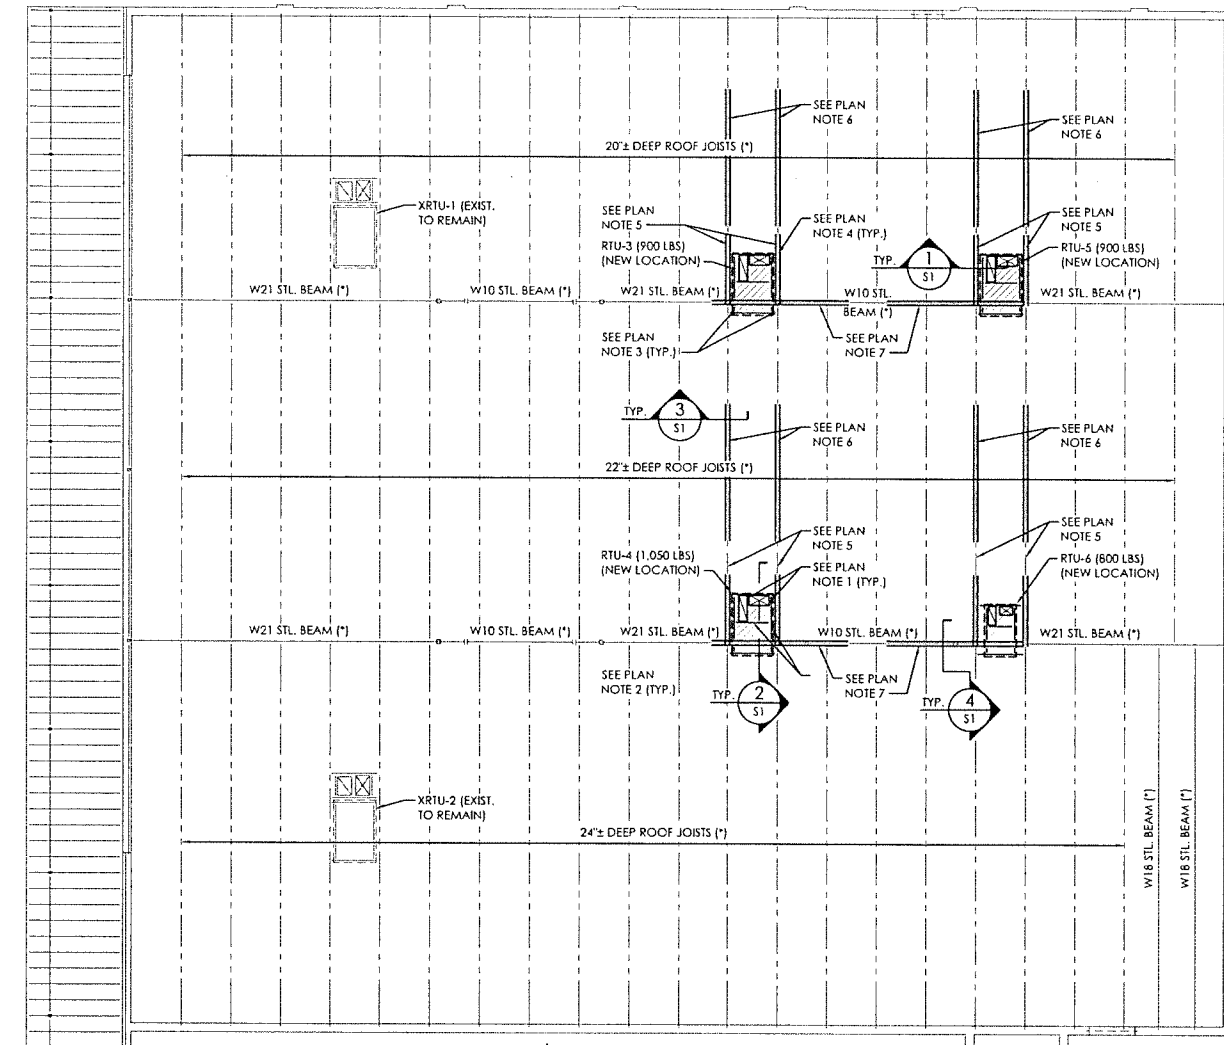 SEE PLAN
NOTE 6
SEE PLAN
NOTE 6
20"± DEEP ROOF JOISTS (*)
XRTU-1 (EXIST.
TO REMAIN)
SEE PLAN
NOTE 5
SEE PLAN
NOTE 4 (TYP.)
SEE PLAN
NOTE 5
RTU-3 (900 LBS)
(NEW LOCATION)
TYP.
1
S1
RTU-5 (900 LBS)
(NEW LOCATION)
W21 STL. BEAM (*)
W10 STL. BEAM (*)
W21 STL. BEAM (*)
W10 STL.
BEAM (*)
W21 STL. BEAM (*)
SEE PLAN
NOTE 3 (TYP.)
SEE PLAN
NOTE 7
TYP.
3
S1
SEE PLAN
NOTE 6
SEE PLAN
NOTE 6
22"± DEEP ROOF JOISTS (*)
SEE PLAN
NOTE 5
SEE PLAN
NOTE 5
RTU-4 (1,050 LBS)
(NEW LOCATION)
SEE PLAN
NOTE 1 (TYP.)
RTU-6 (800 LBS)
(NEW LOCATION)
W21 STL. BEAM (*)
W10 STL. BEAM (*)
W21 STL. BEAM (*)
W10 STL. BEAM (*)
W21 STL. BEAM (*)
SEE PLAN
NOTE 2 (TYP.)
SEE PLAN
NOTE 7
TYP.
2
S1
TYP.
4
S1
XRTU-2 (EXIST.
TO REMAIN)
24"± DEEP ROOF JOISTS (*)
W18 STL. BEAM (*)
W18 STL. BEAM (*)